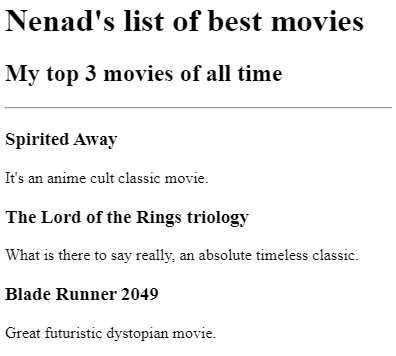 Nenad's list of best movies
My top 3 movies of all time
Spirited Away
It's an anime cult classic movie.
The Lord of the Rings triology
What is there to say really, an absolute timeless classic.
Blade Runner 2049
Great futuristic dystopian movie.